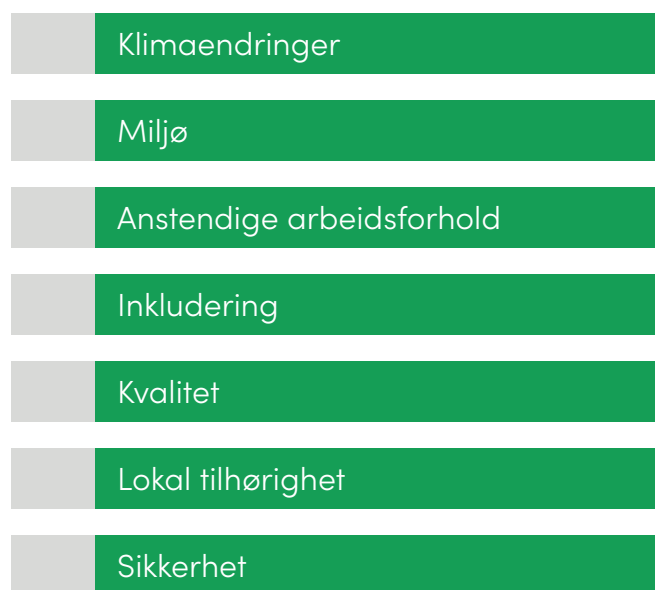 Klimaendringer
Miljø
Anstendige arbeidsforhold
Inkludering
Kvalitet
Lokal tilhørighet
Sikkerhet